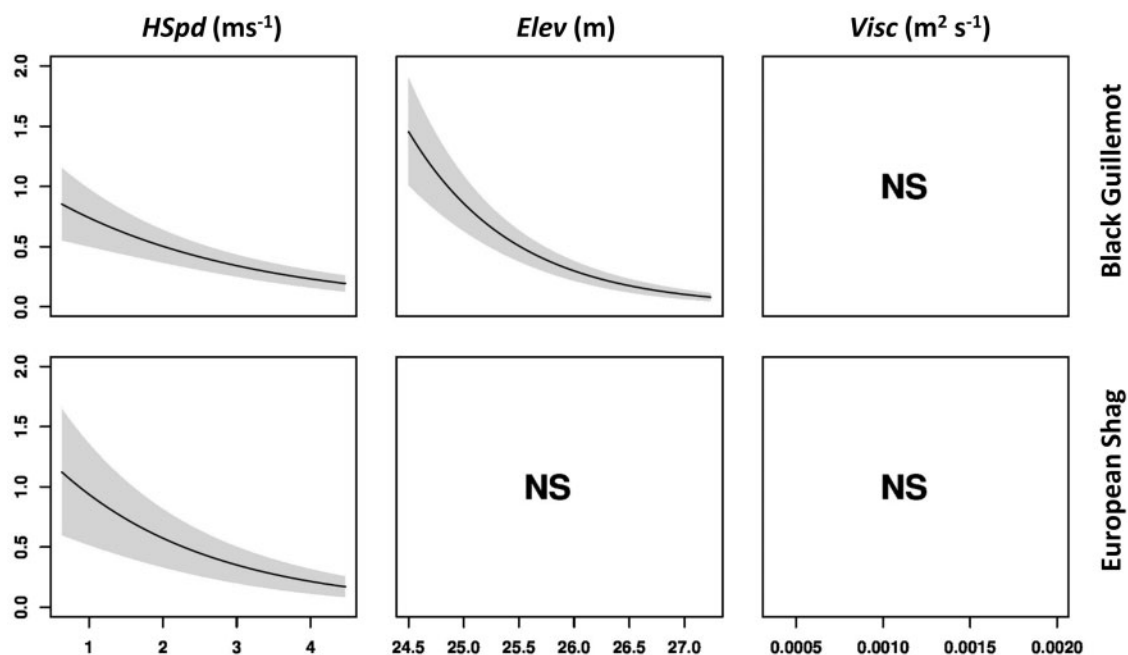 HSpd (ms⁻¹) Elev (m) Visc (m² s⁻¹)
2.0
1.5
1.0
0.5
0.0
NS
Black Guillemot
2.0
1.5
1.0
0.5
0.0
NS NS
European Shag
1 2 3 4 24.5 25.0 25.5 26.0 26.5 27.0 0.0005 0.0010 0.0015 0.0020